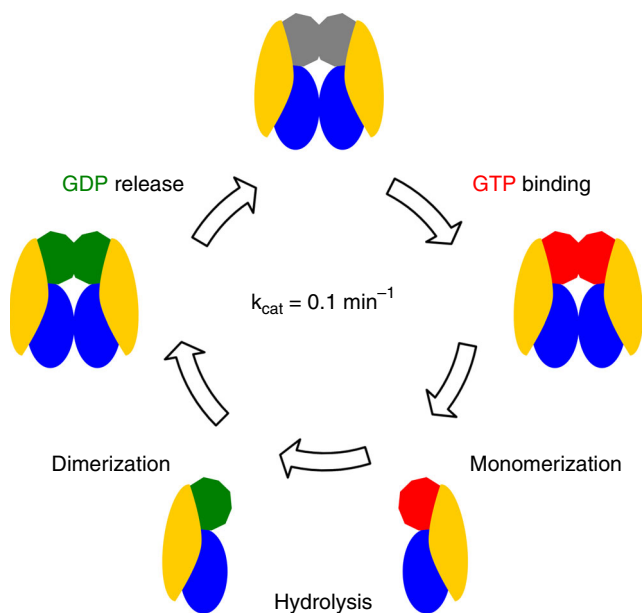 GDP release
GTP binding
k_cat = 0.1 min⁻¹
Dimerization
Monomerization
Hydrolysis